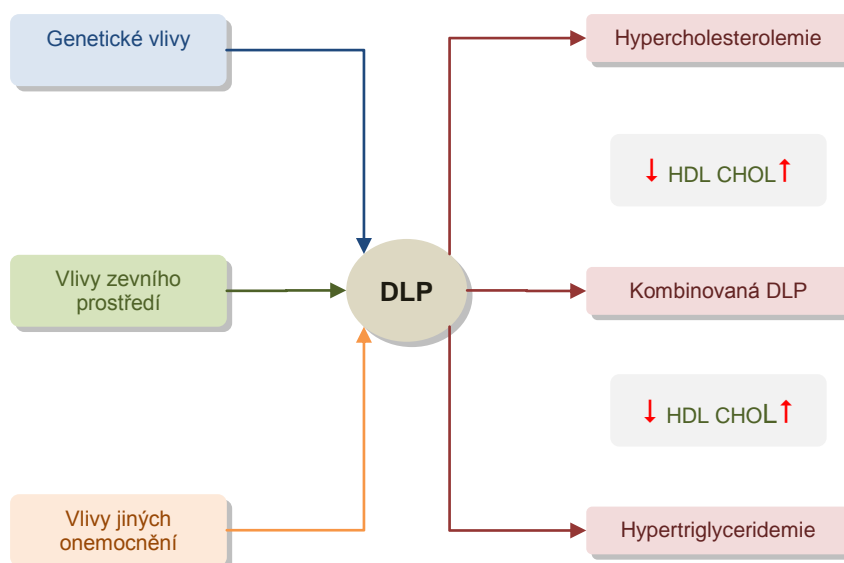 Genetické vlivy
Hypercholesterolemie
↓ HDL CHOL↑
Vlivy zevního
prostředí
DLP
Kombinovaná DLP
↓ HDL CHOL↑
Vlivy jiných
onemocnění
Hypertriglyceridemie